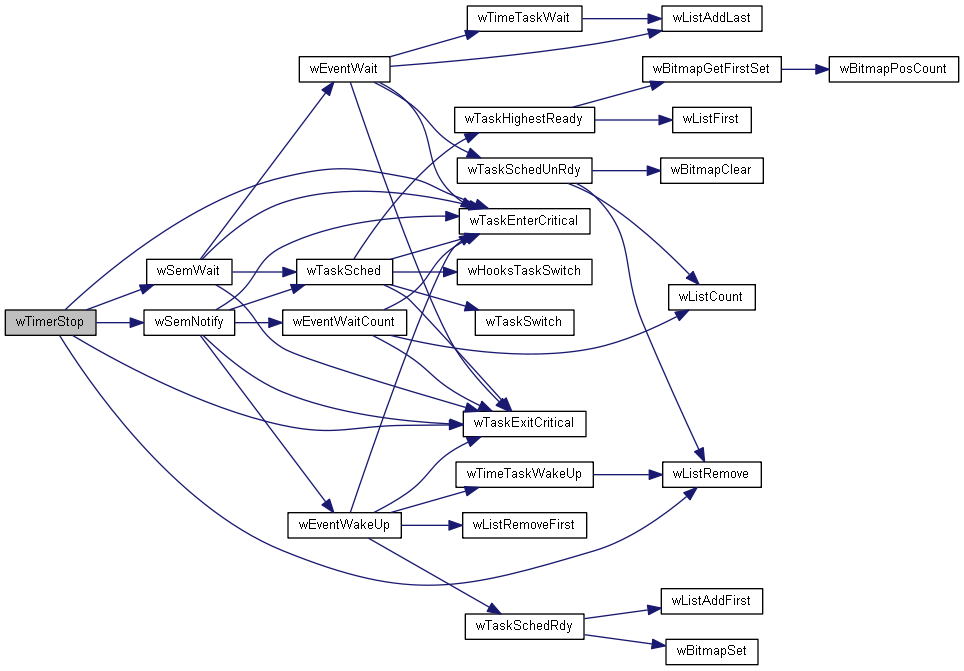 wTimeTaskWait
wListAddLast
wEventWait
wBitmapGetFirstSet
wBitmapPosCount
wTaskHighestReady
wListFirst
wTaskSchedUnRdy
wBitmapClear
wTaskEnterCritical
wSemWait
wTaskSched
wHooksTaskSwitch
wListCount
wTimerStop
wSemNotify
wEventWaitCount
wTaskSwitch
wTaskExitCritical
wTimeTaskWakeUp
wListRemove
wEventWakeUp
wListRemoveFirst
wListAddFirst
wTaskSchedRdy
wBitmapSet